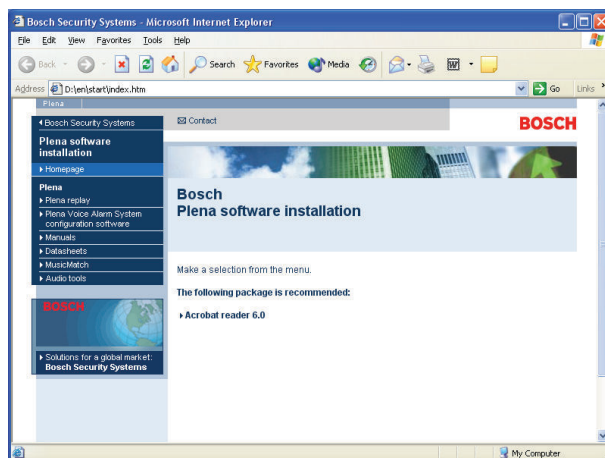 Bosch Security Systems - Microsoft Internet Explorer
File Edit View Favorites Tools Help
Back Search Favorites Media
Address D:\en\start\index.htm Go Links
Plena
Bosch Security Systems
Contact
BOSCH
Plena software
installation
Homepage
Plena
Plena replay
Plena Voice Alarm System
configuration software
Manuals
Datasheets
MusicMatch
Audio tools
BOSCH
Solutions for a global market:
Bosch Security Systems
Bosch
Plena software installation
Make a selection from the menu.
The following package is recommended:
Acrobat reader 6.0
My Computer